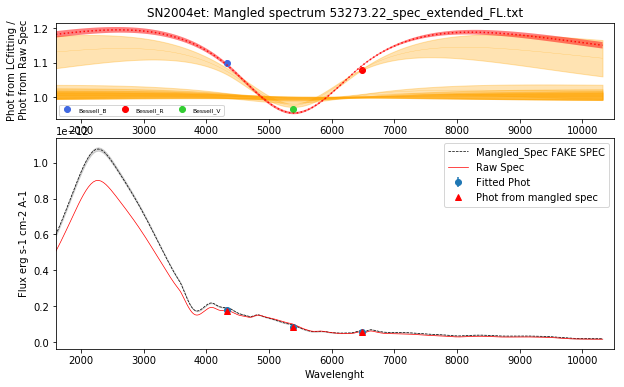 SN2004et: Mangled spectrum 53273.22_spec_extended_FL.txt
Phot from LCfitting /
Phot from Raw Spec
1.2
1.1
1.0
Bessell_B
Bessell_R
Bessell_V
2000 3000 4000 5000 6000 7000 8000 9000 10000
Mangled_Spec FAKE SPEC
Raw Spec
Fitted Phot
Phot from mangled spec
Flux erg s-1 cm-2 A-1
1.0
0.8
0.6
0.4
0.2
0.0
2000 3000 4000 5000 6000 7000 8000 9000 10000
Wavelenght